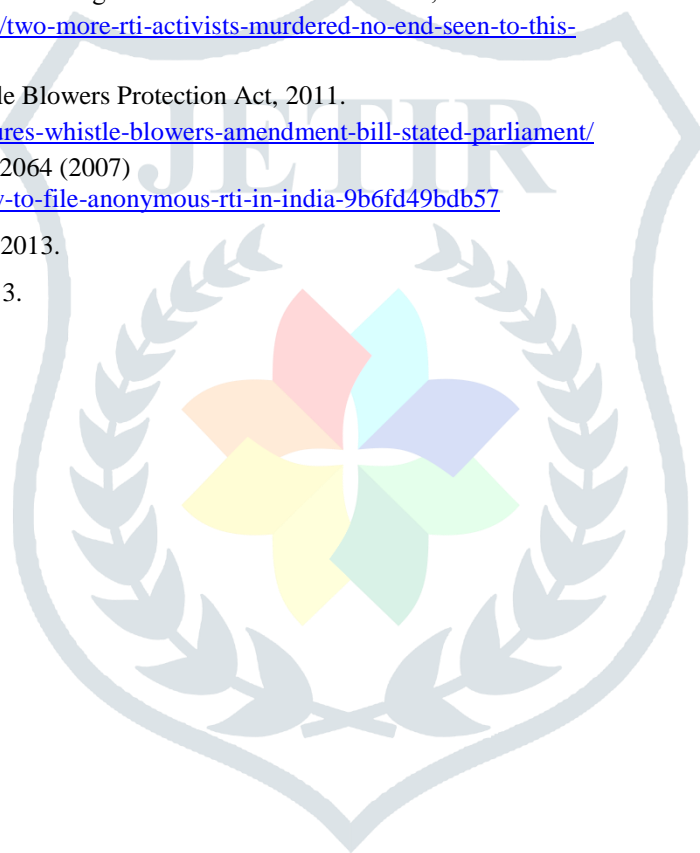 /two-more-rti-activists-murdered-no-end-seen-to-this-
le Blowers Protection Act, 2011.
ures-whistle-blowers-amendment-bill-stated-parliament/
2064 (2007)
y-to-file-anonymous-rti-in-india-9b6fd49bdb57
2013.
3.
JETIR